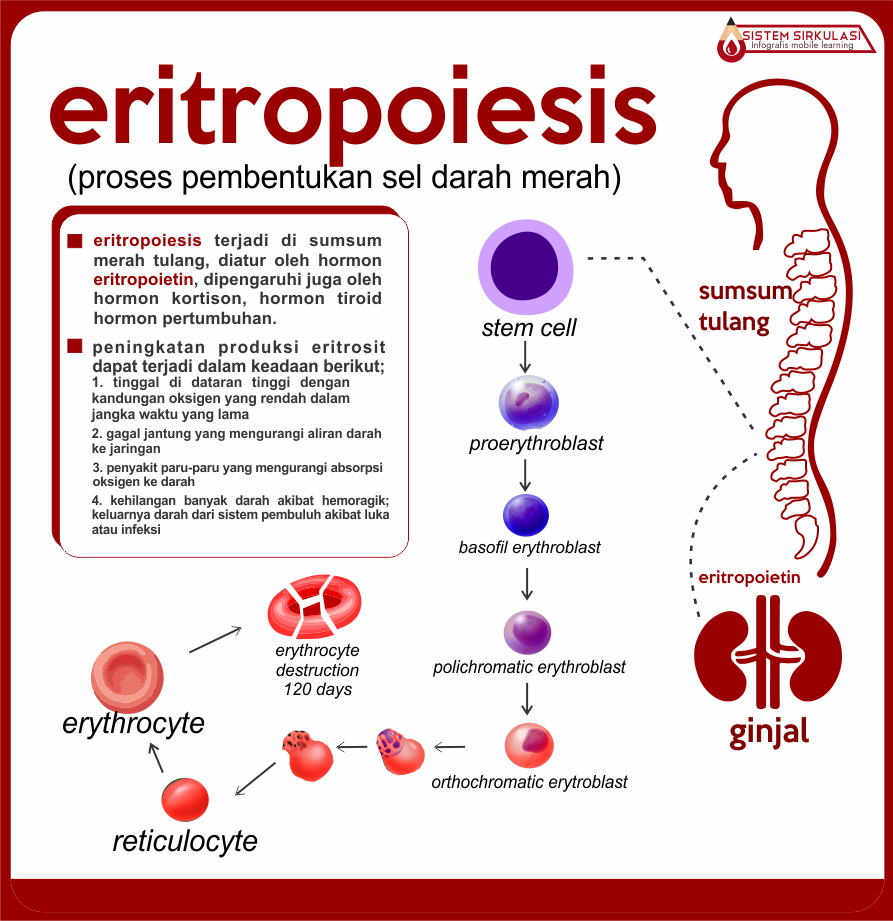 SISTEM SIRKULASI
Infografis mobile learning
eritropoiesis
(proses pembentukan sel darah merah)
eritropoiesis terjadi di sumsum
merah tulang, diatur oleh hormon
eritropoietin, dipengaruhi juga oleh
hormon kortison, hormon tiroid
hormon pertumbuhan.
peningkatan produksi eritrosit
dapat terjadi dalam keadaan berikut;
1. tinggal di dataran tinggi dengan
kandungan oksigen yang rendah dalam
jangka waktu yang lama
2. gagal jantung yang mengurangi aliran darah
ke jaringan
3. penyakit paru-paru yang mengurangi absorpsi
oksigen ke darah
4. kehilangan banyak darah akibat hemoragik;
keluarnya darah dari sistem pembuluh akibat luka
atau infeksi
stem cell
proerythroblast
basofil erythroblast
polichromatic erythroblast
orthochromatic erytroblast
reticulocyte
erythrocyte
erythrocyte
destruction
120 days
sumsum
tulang
eritropoietin
ginjal